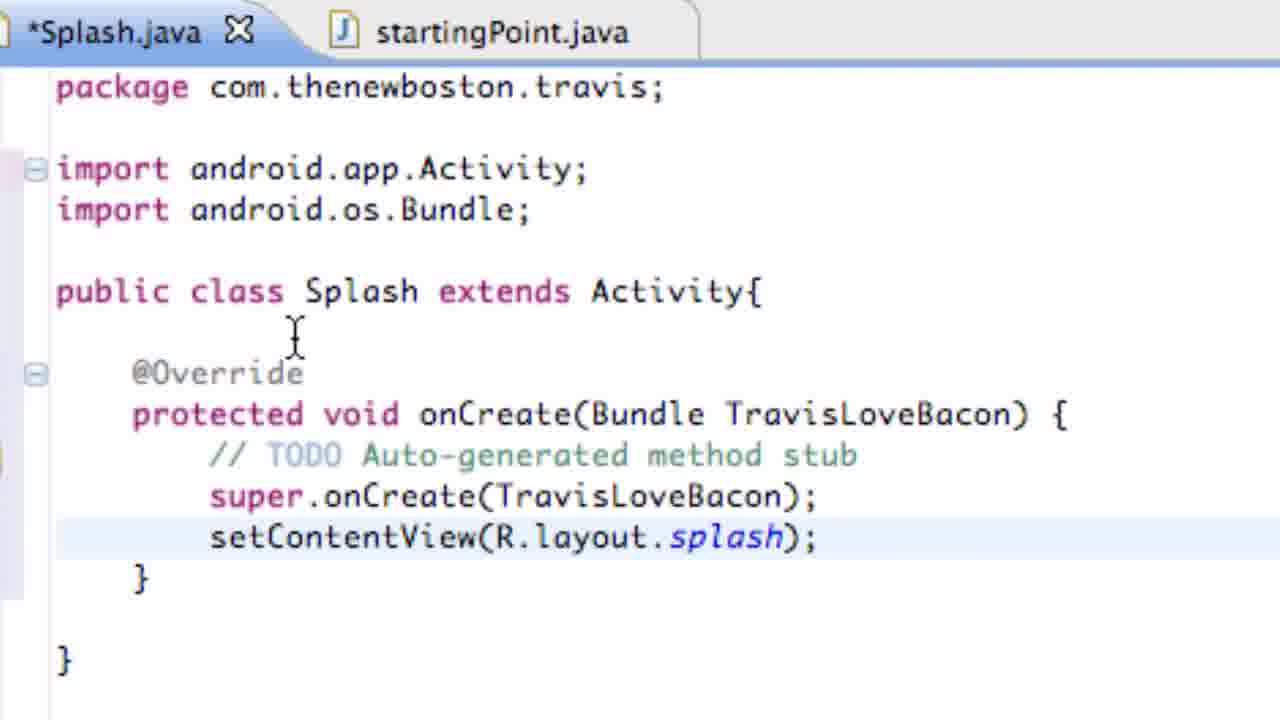 *Splash.java startingPoint.java
package com.thenewboston.travis;
import android.app.Activity;
import android.os.Bundle;
public class Splash extends Activity{
@Override
protected void onCreate(Bundle TravisLoveBacon) {
// TODO Auto-generated method stub
super.onCreate(TravisLoveBacon);
setContentView(R.layout.splash);
}
}